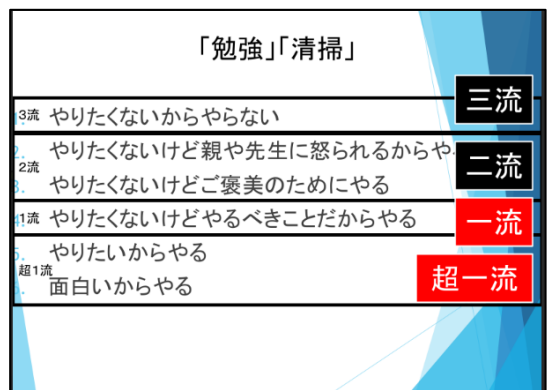 「勉強」「清掃」
3流 やりたくないからやらない 三流
2. やりたくないけど親や先生に怒られるからや
2流 二流
3. やりたくないけどご褒美のためにやる
1流 やりたくないけどやるべきことだからやる 一流
5. やりたいからやる
超1流 超一流
面白いからやる